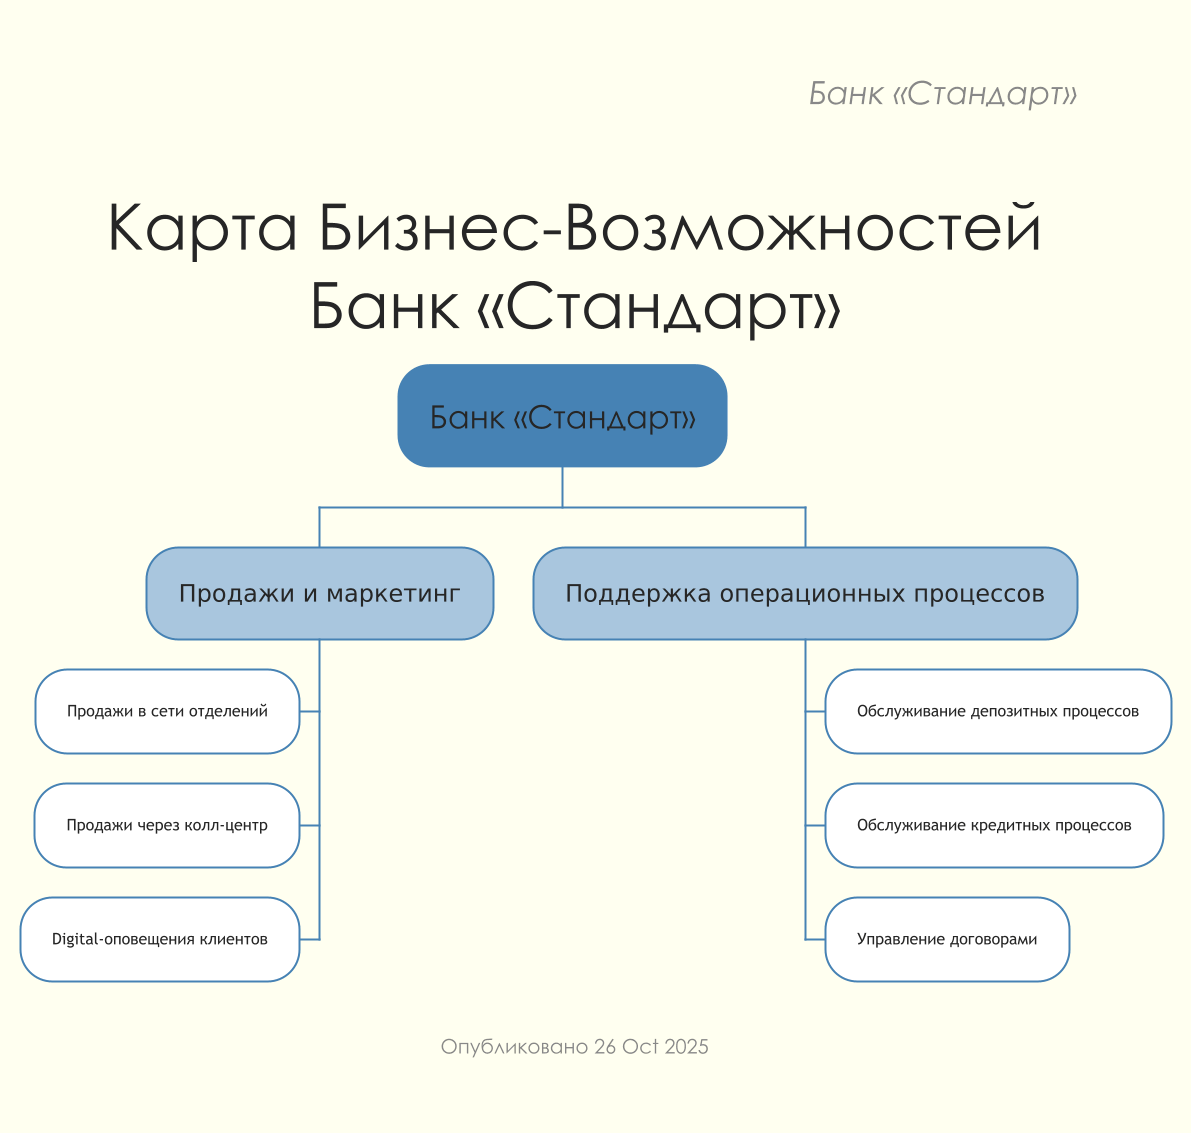 Банк «Стандарт»
Карта Бизнес-Возможностей
Банк «Стандарт»
Банк «Стандарт»
Продажи и маркетинг
Поддержка операционных процессов
Продажи в сети отделений
Обслуживание депозитных процессов
Продажи через колл-центр
Обслуживание кредитных процессов
Digital-оповещения клиентов
Управление договорами
Опубликовано 26 Oct 2025